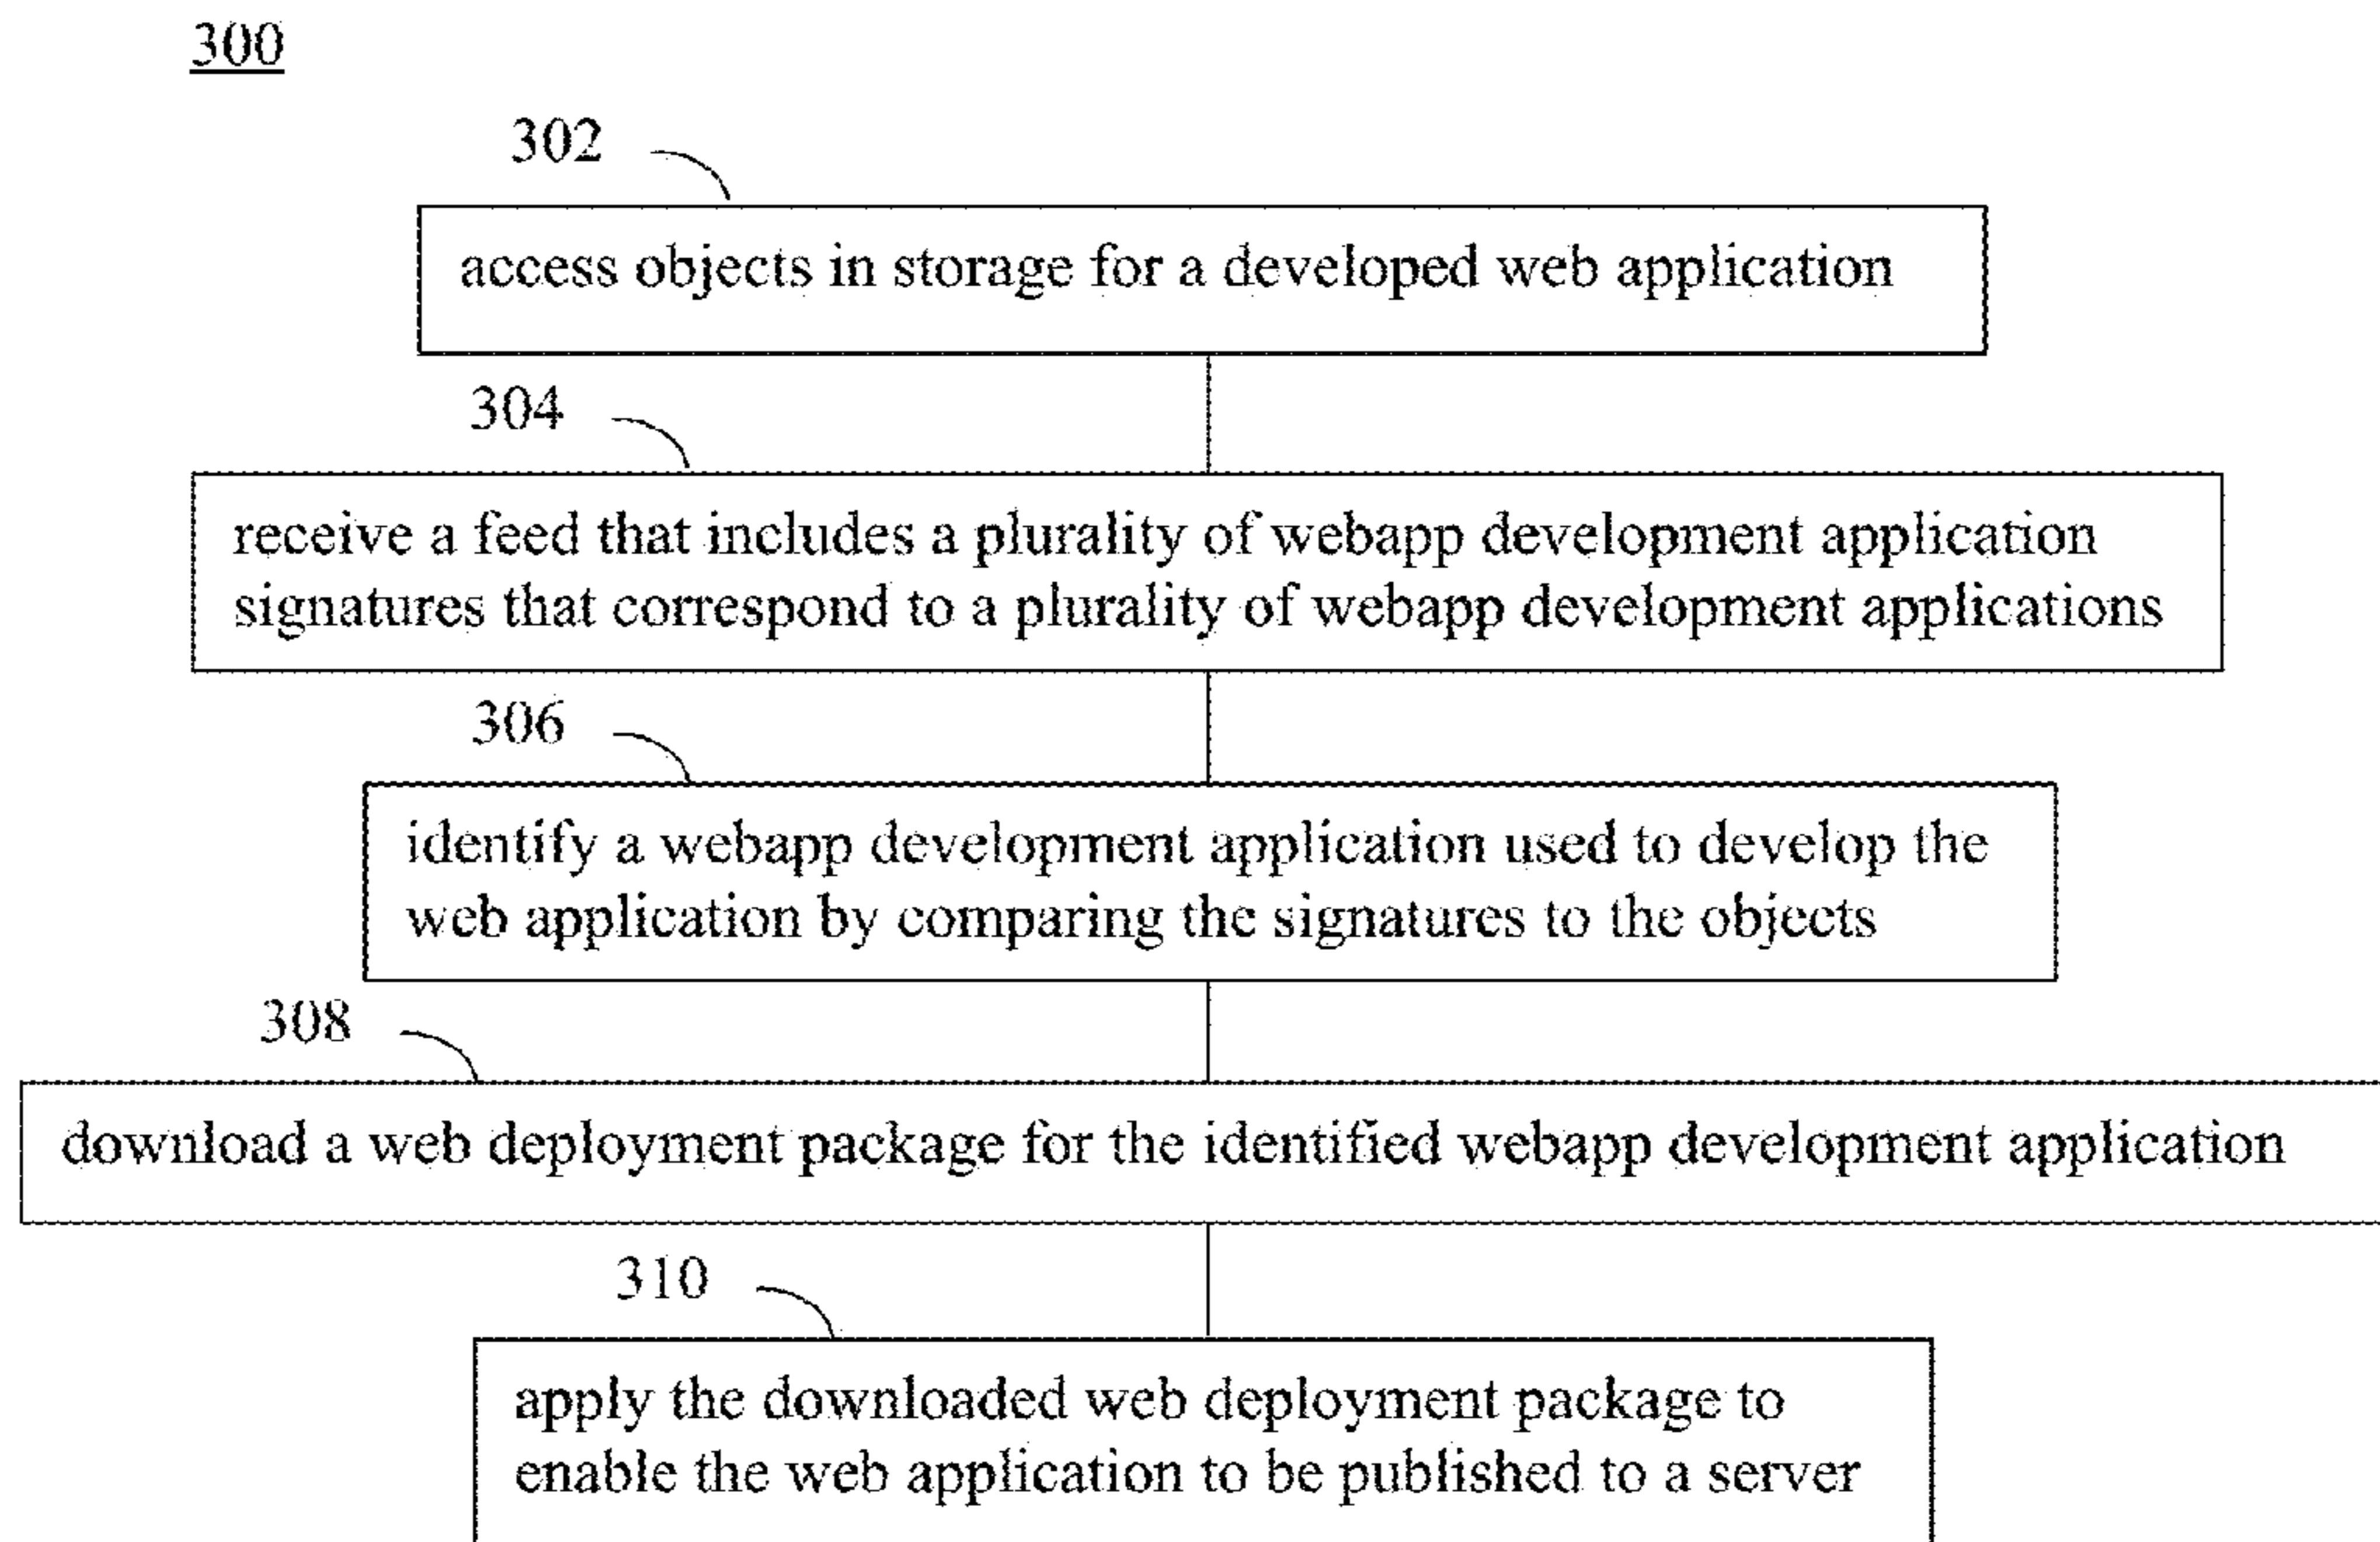 300
302
access objects in storage for a developed web application
304
receive a feed that includes a plurality of webapp development application
signatures that correspond to a plurality of webapp development applications
306
identify a webapp development application used to develop the
web application by comparing the signatures to the objects
308
download a web deployment package for the identified webapp development application
310
apply the downloaded web deployment package to
enable the web application to be published to a server